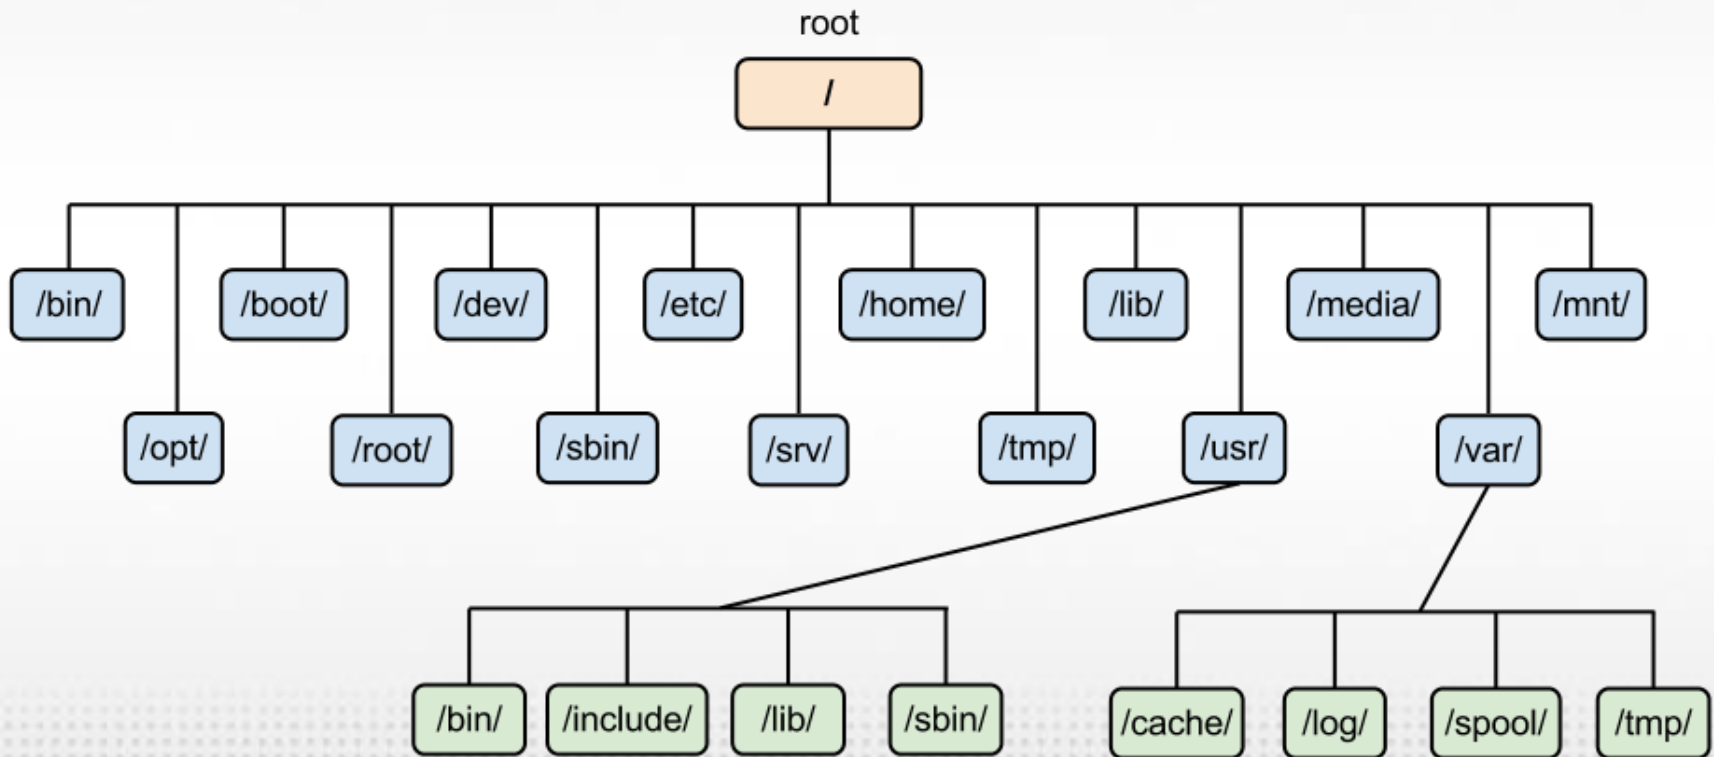 root
/
/bin/ /boot/ /dev/ /etc/ /home/ /lib/ /media/ /mnt/
/opt/ /root/ /sbin/ /srv/ /tmp/ /usr/ /var/
/bin/ /include/ /lib/ /sbin/ /cache/ /log/ /spool/ /tmp/